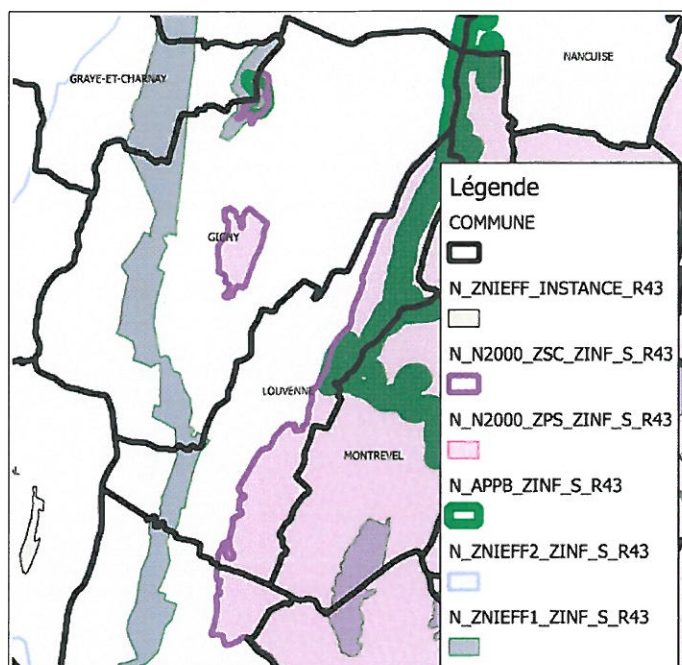 GRAYE-ET-CHARNAY
NANCUISE
GIGNY
LOUVENNE
MONTREVEL
Légende
COMMUNE
N_ZNIEFF_INSTANCE_R43
N_N2000_ZSC_ZINF_S_R43
N_N2000_ZPS_ZINF_S_R43
N_APPB_ZINF_S_R43
N_ZNIEFF2_ZINF_S_R43
N_ZNIEFF1_ZINF_S_R43